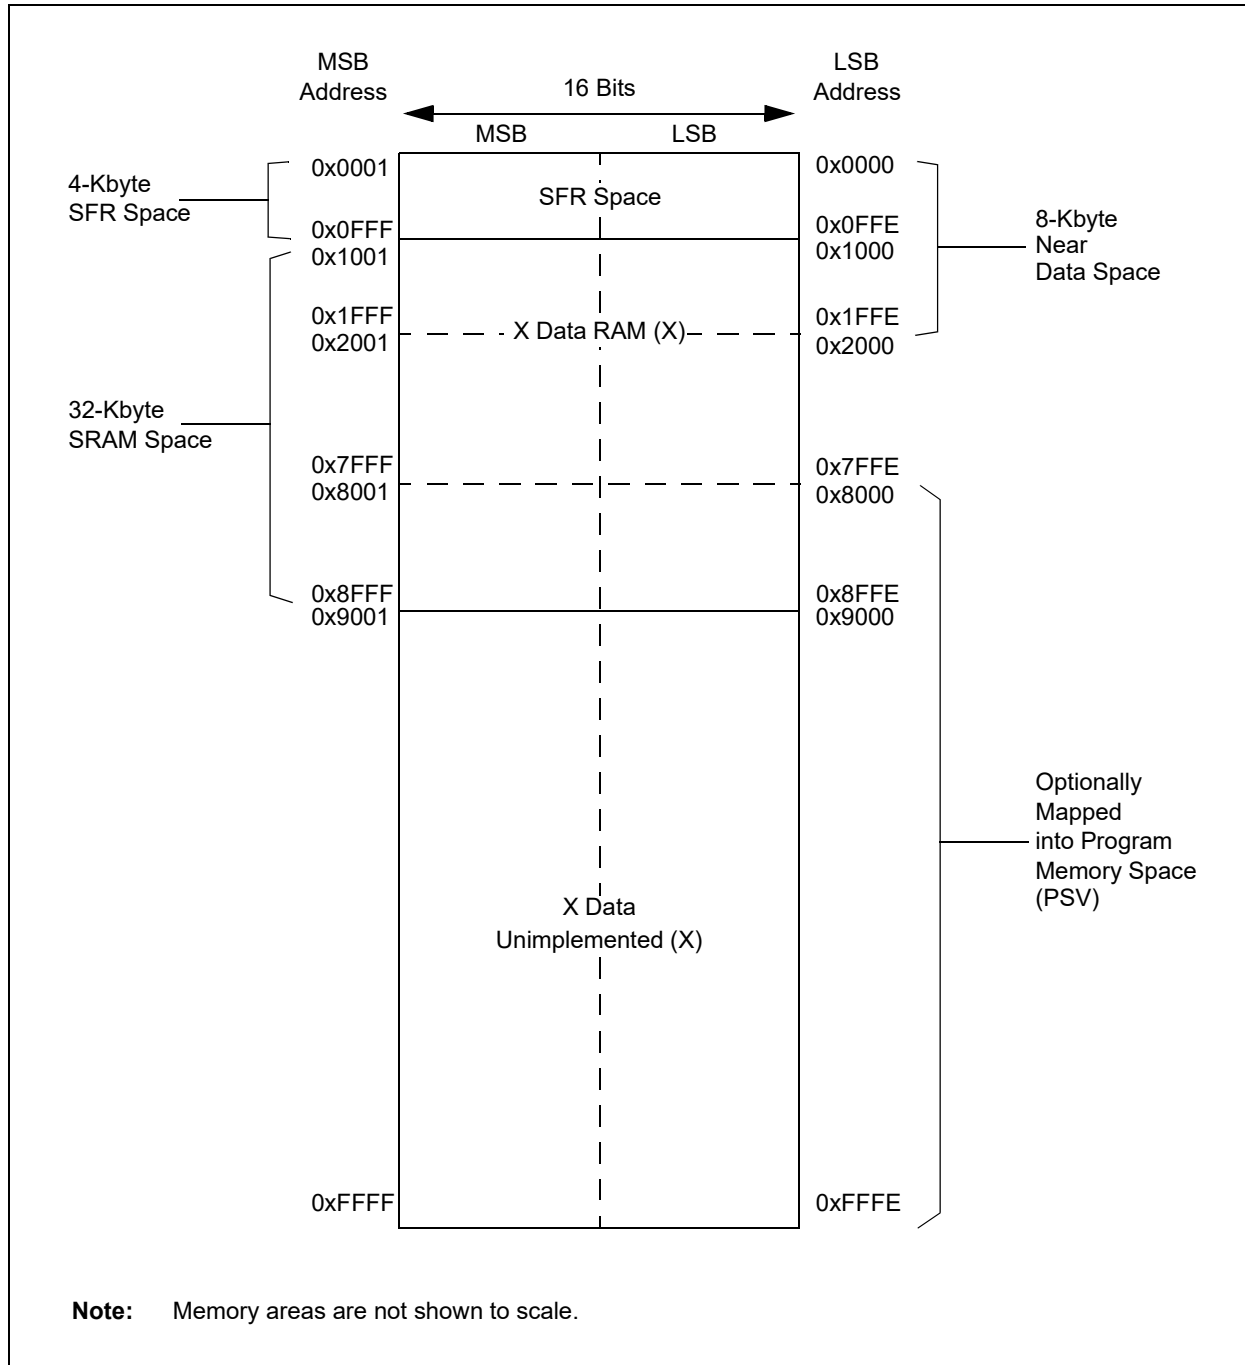 MSB
Address
16 Bits
LSB
Address
MSB
LSB
4-Kbyte
SFR Space
0x0001
0x0FFF
SFR Space
0x0000
0x0FFE
8-Kbyte
Near
Data Space
0x1001
0x1000
0x1FFF
0x2001
X Data RAM (X)
0x1FFE
0x2000
32-Kbyte
SRAM Space
0x7FFF
0x8001
0x7FFE
0x8000
0x8FFF
0x9001
0x8FFE
0x9000
Optionally
Mapped
into Program
Memory Space
(PSV)
X Data
Unimplemented (X)
0xFFFF
0xFFFE
Note: Memory areas are not shown to scale.